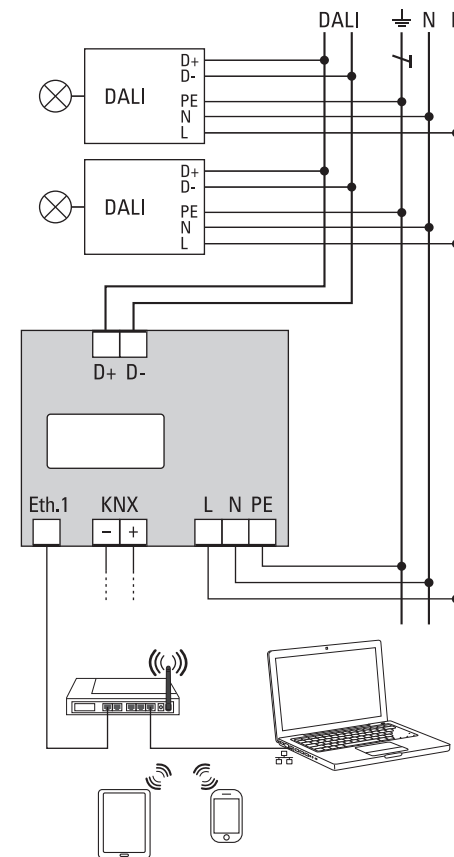 DALI N
D+
D-
DALI
PE
N
L
D+
D-
DALI
PE
N
L
D+ D-
Eth.1 KNX L N PE
- +